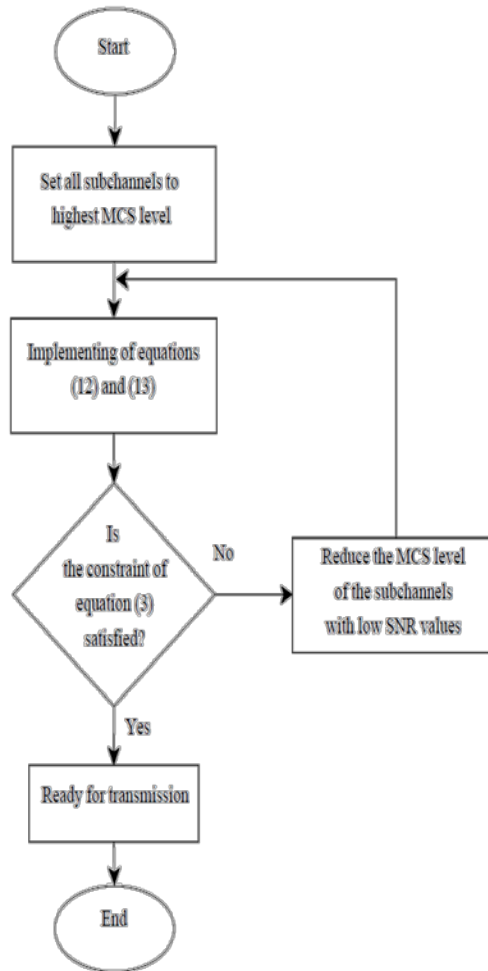 Start
Set all subchannels to
highest MCS level
Implementing of equations
(12) and (13)
Is
the constraint of
equation (3)
satisfied?
No
Reduce the MCS level
of the subchannels
with low SNR values
Yes
Ready for transmission
End